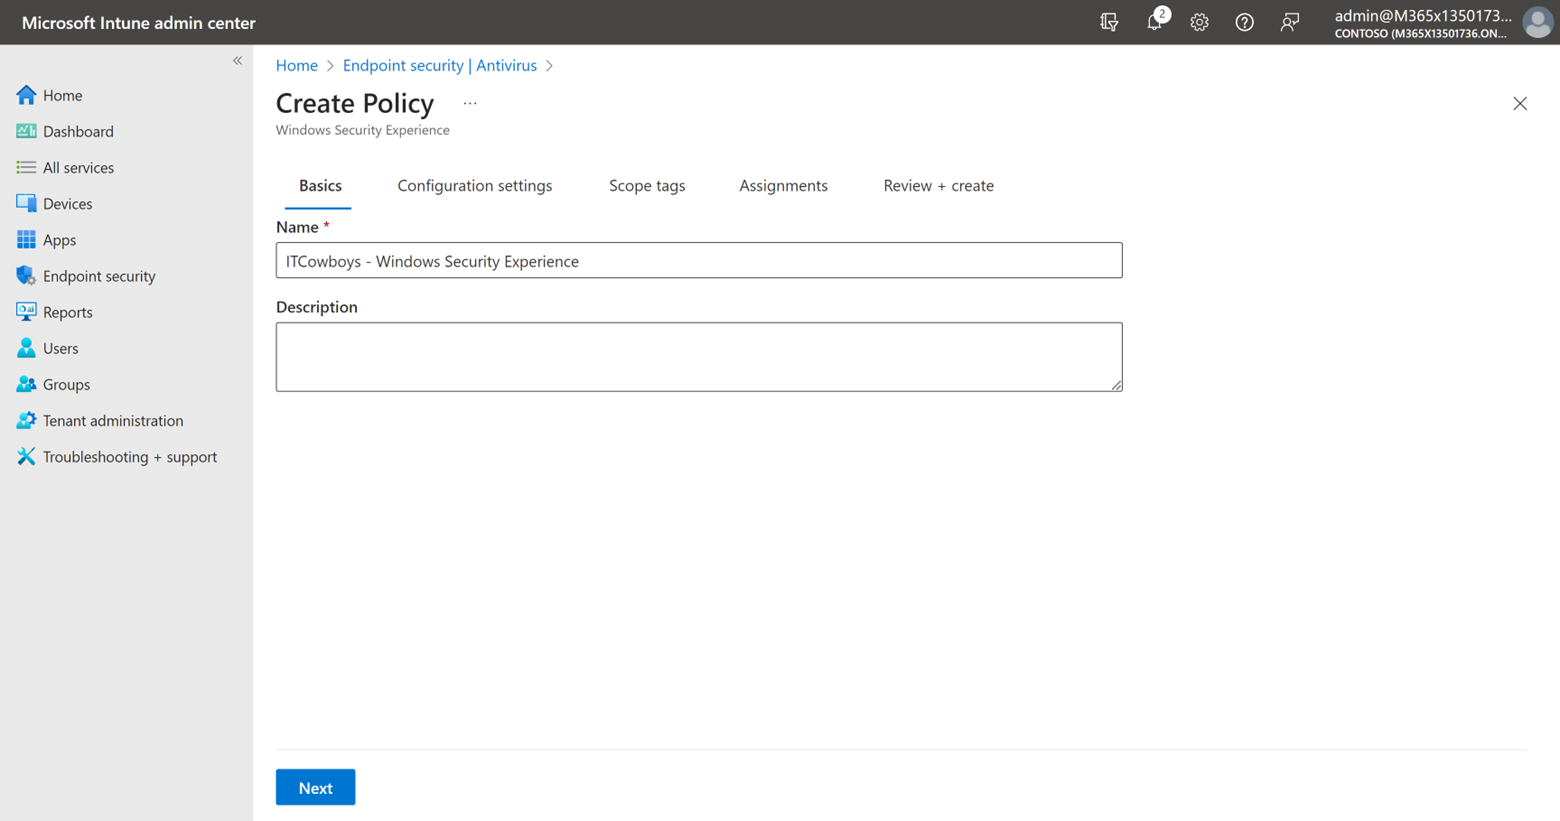 Microsoft Intune admin center
2
admin@M365x1350173...
CONTOSO (M365X13501736.ON...
«
Home
Dashboard
All services
Devices
Apps
Endpoint security
Reports
Users
Groups
Tenant administration
Troubleshooting + support
Home > Endpoint security | Antivirus >
Create Policy ...
Windows Security Experience
Basics Configuration settings Scope tags Assignments Review + create
Name *
ITCowboys - Windows Security Experience
Description
Next